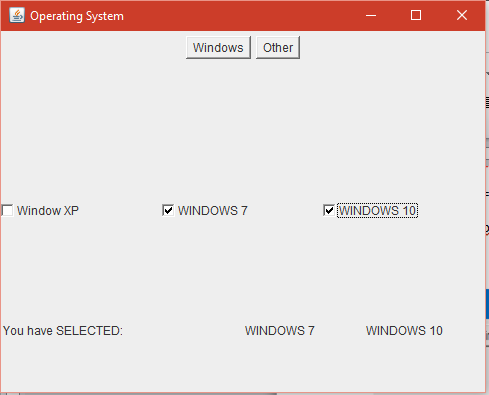 Operating System
Windows Other
Window XP WINDOWS 7 WINDOWS 10
You have SELECTED: WINDOWS 7 WINDOWS 10